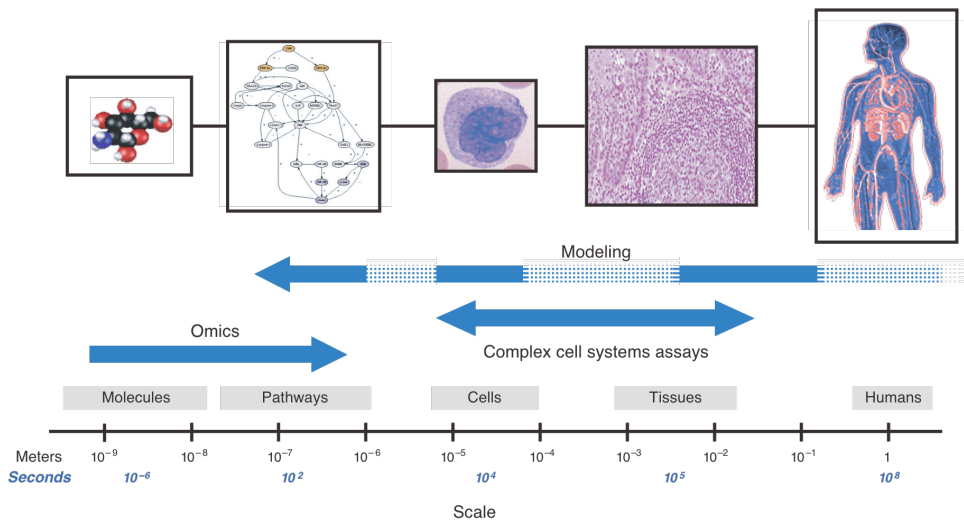 Modeling
Omics
Complex cell systems assays
Molecules Pathways Cells Tissues Humans
Meters 10⁻⁹ 10⁻⁸ 10⁻⁷ 10⁻⁶ 10⁻⁵ 10⁻⁴ 10⁻³ 10⁻² 10⁻¹ 1
Seconds 10⁻⁶ 10² 10⁴ 10⁵ 10⁸
Scale